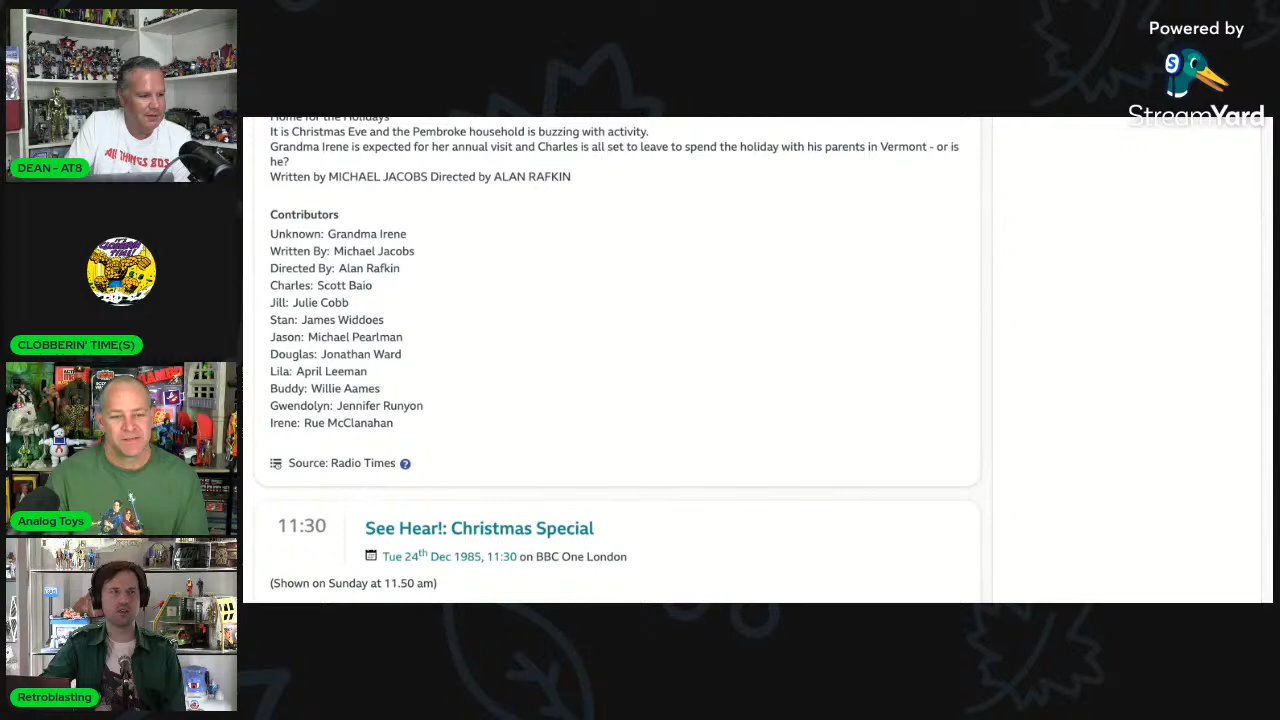 Powered by
StreamYard
DEAN - AT8
ALL THINGS 80S
CLOBBERIN' TIME(S)
Analog Toys
Retroblasting
Home for the Holidays
It is Christmas Eve and the Pembroke household is buzzing with activity.
Grandma Irene is expected for her annual visit and Charles is all set to leave to spend the holiday with his parents in Vermont - or is
he?
Written by MICHAEL JACOBS Directed by ALAN RAFKIN
Contributors
Unknown: Grandma Irene
Written By: Michael Jacobs
Directed By: Alan Rafkin
Charles: Scott Baio
Jill: Julie Cobb
Stan: James Widdoes
Jason: Michael Pearlman
Douglas: Jonathan Ward
Lila: April Leeman
Buddy: Willie Aames
Gwendolyn: Jennifer Runyon
Irene: Rue McClanahan
Source: Radio Times ?
11:30
See Hear!: Christmas Special
Tue 24th Dec 1985, 11:30 on BBC One London
(Shown on Sunday at 11.50 am)